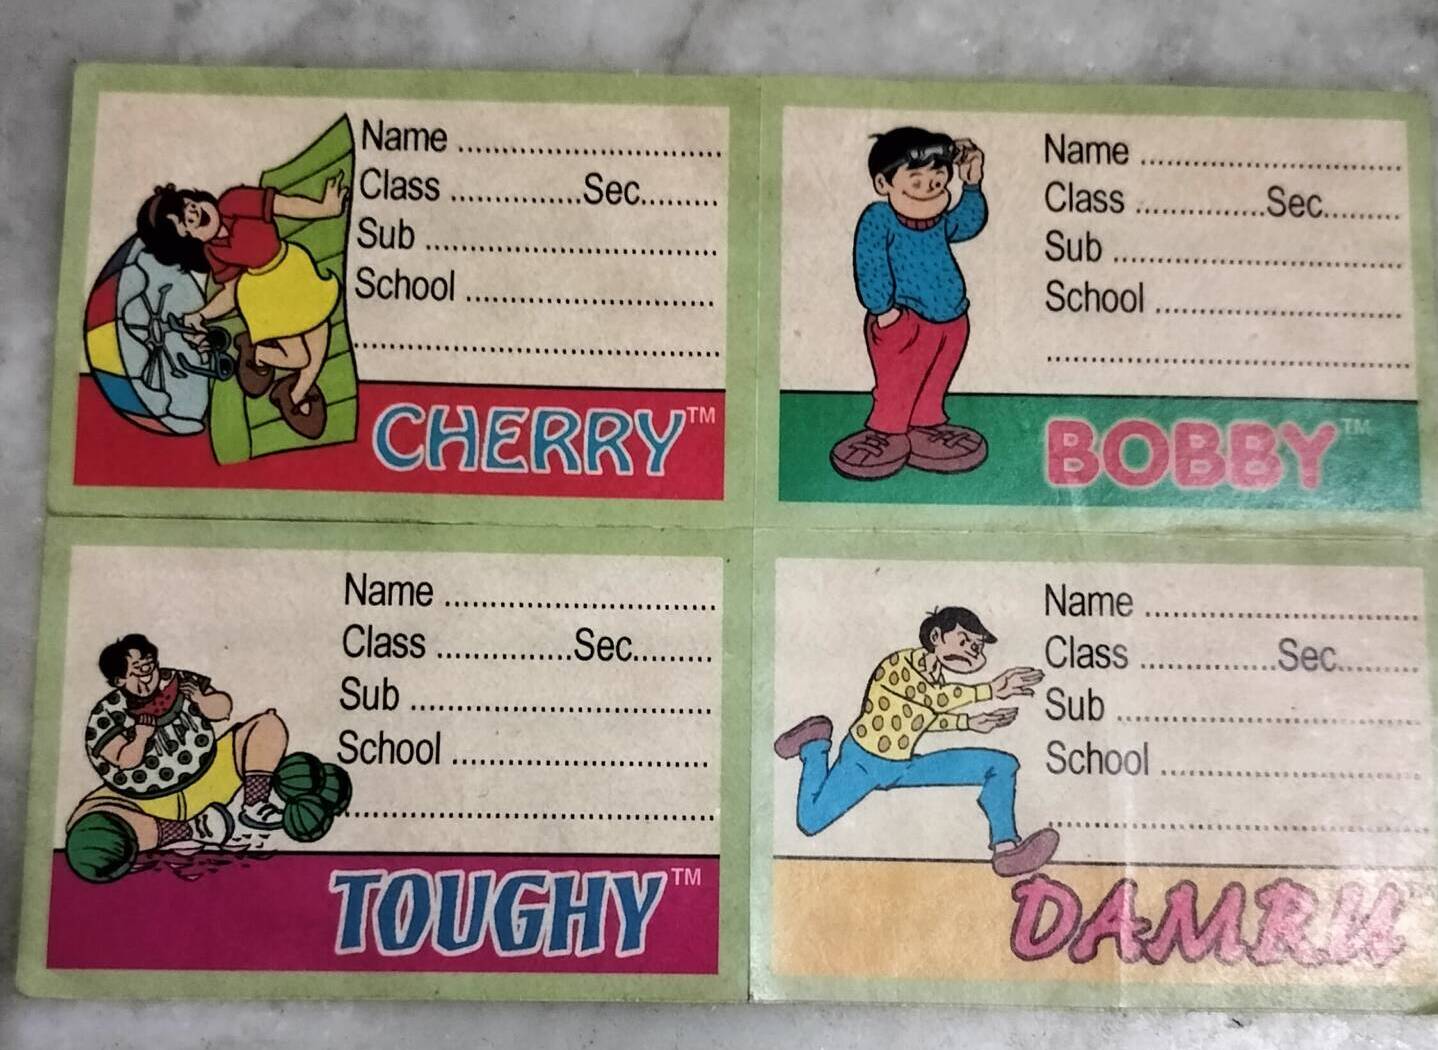 Name ..............................
Class ...............Sec.........
Sub .................................
School ............................
..........................................
CHERRY™
Name ..............................
Class ...............Sec.........
Sub .................................
School ............................
..........................................
BOBBY™
Name ..............................
Class ...............Sec.........
Sub .................................
School ............................
..........................................
TOUGHY™
Name ..............................
Class ...............Sec.........
Sub .................................
School ............................
..........................................
DAMRU™